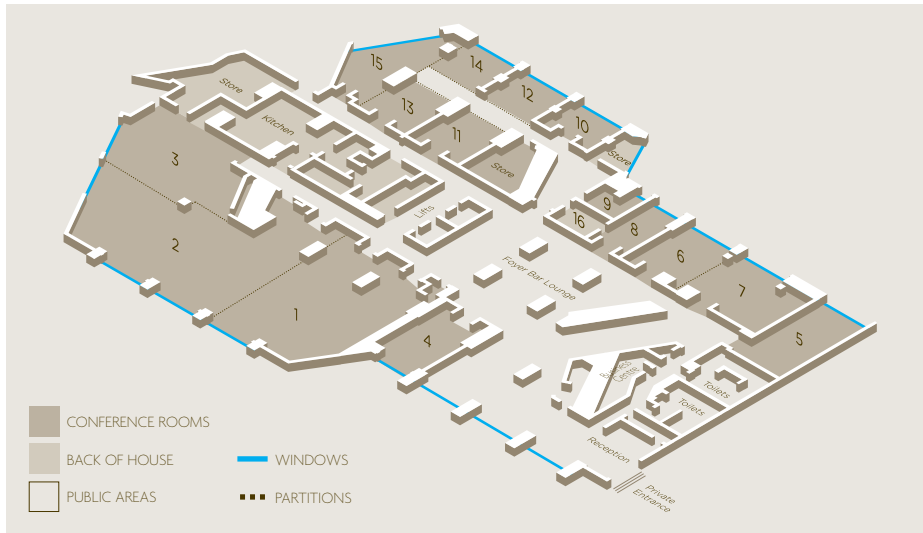 15
14
Store
12
13
Kitchen
10
11
3
Store
Store
9
Lifts
16
8
2
6
Foyer Bar Lounge
7
1
4
5
Centre
Toilets
Toilets
CONFERENCE ROOMS
Reception
BACK OF HOUSE
WINDOWS
PUBLIC AREAS
PARTITIONS
Private
Entrance